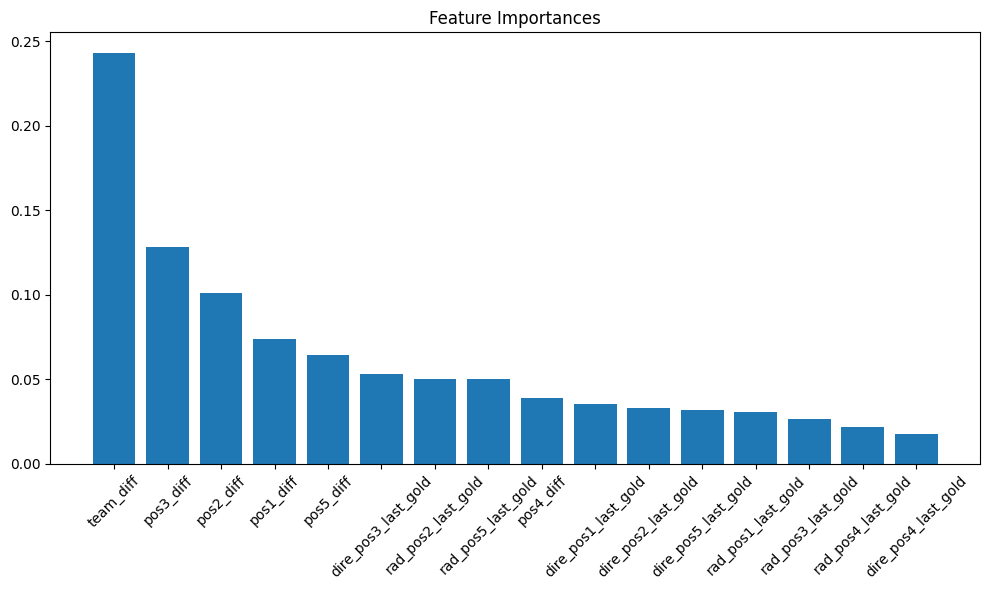 Feature Importances
0.25
0.20
0.15
0.10
0.05
0.00
team_diff
pos3_diff
pos2_diff
pos1_diff
pos5_diff
dire_pos3_last_gold
rad_pos2_last_gold
rad_pos5_last_gold
pos4_diff
dire_pos1_last_gold
dire_pos2_last_gold
dire_pos5_last_gold
rad_pos1_last_gold
rad_pos3_last_gold
rad_pos4_last_gold
dire_pos4_last_gold